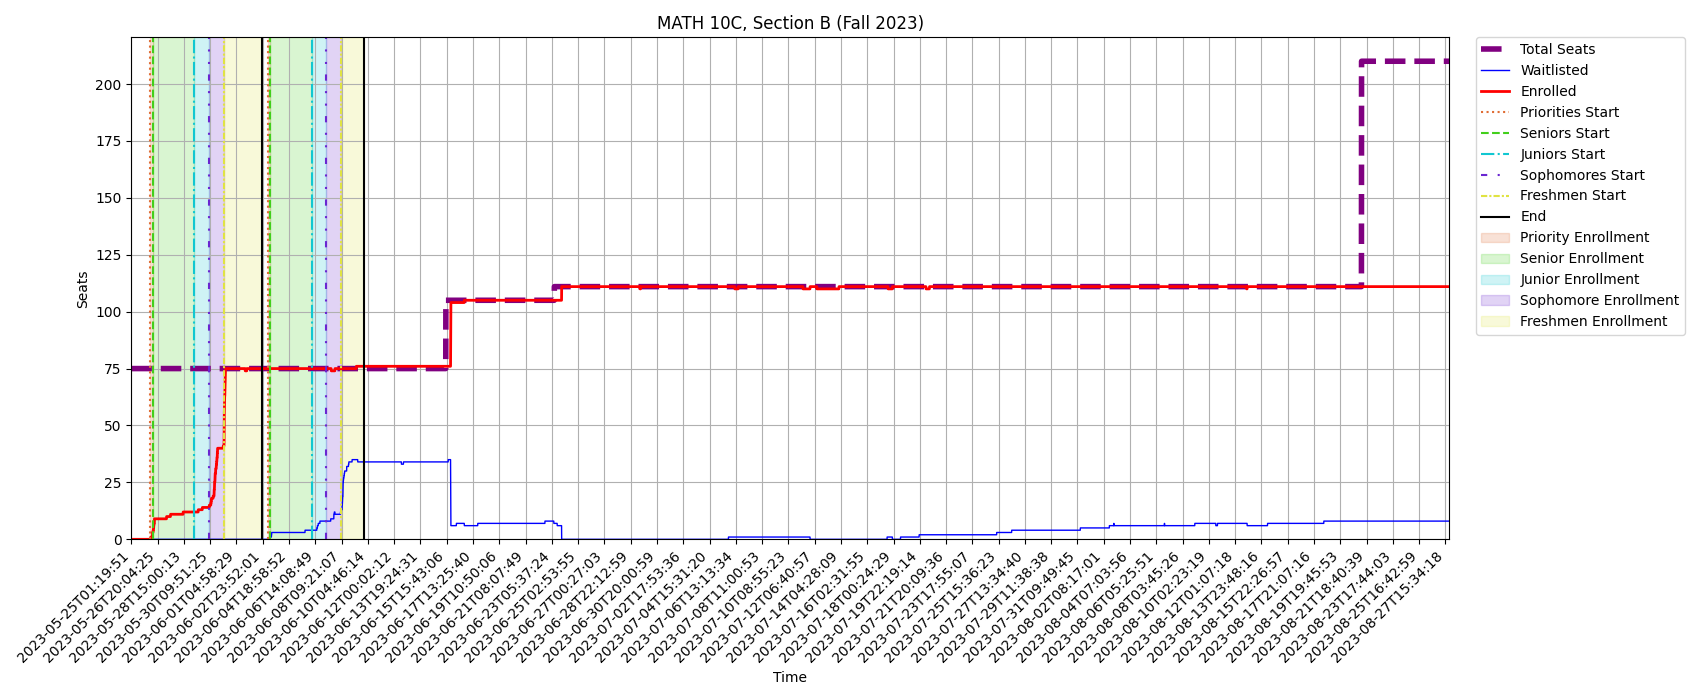 MATH 10C, Section B (Fall 2023)
Seats
200
175
150
125
100
75
50
25
0
2023-05-25T01:19:51
2023-05-26T20:04:25
2023-05-28T15:00:13
2023-05-30T09:51:25
2023-06-01T04:58:29
2023-06-02T23:52:01
2023-06-04T18:58:52
2023-06-06T14:08:49
2023-06-08T09:21:07
2023-06-10T04:46:14
2023-06-12T00:02:12
2023-06-13T19:24:31
2023-06-15T15:43:06
2023-06-17T13:25:40
2023-06-19T10:50:06
2023-06-21T08:07:49
2023-06-23T05:37:24
2023-06-25T02:53:55
2023-06-27T00:27:03
2023-06-28T22:12:59
2023-06-30T20:00:59
2023-07-02T17:53:36
2023-07-04T15:31:20
2023-07-06T13:13:34
2023-07-08T11:00:53
2023-07-10T08:55:23
2023-07-12T06:40:57
2023-07-14T04:28:09
2023-07-16T02:31:55
2023-07-18T00:24:29
2023-07-19T22:19:14
2023-07-21T20:09:36
2023-07-23T17:55:07
2023-07-25T15:36:23
2023-07-27T13:34:40
2023-07-29T11:38:38
2023-07-31T09:49:45
2023-08-02T08:17:01
2023-08-04T07:03:56
2023-08-06T05:25:51
2023-08-08T03:45:26
2023-08-10T02:23:19
2023-08-12T01:07:18
2023-08-13T23:48:16
2023-08-15T22:26:57
2023-08-17T21:07:16
2023-08-19T19:45:53
2023-08-21T18:40:39
2023-08-23T17:44:03
2023-08-25T16:42:59
2023-08-27T15:34:18
Time
Total Seats
Waitlisted
Enrolled
Priorities Start
Seniors Start
Juniors Start
Sophomores Start
Freshmen Start
End
Priority Enrollment
Senior Enrollment
Junior Enrollment
Sophomore Enrollment
Freshmen Enrollment